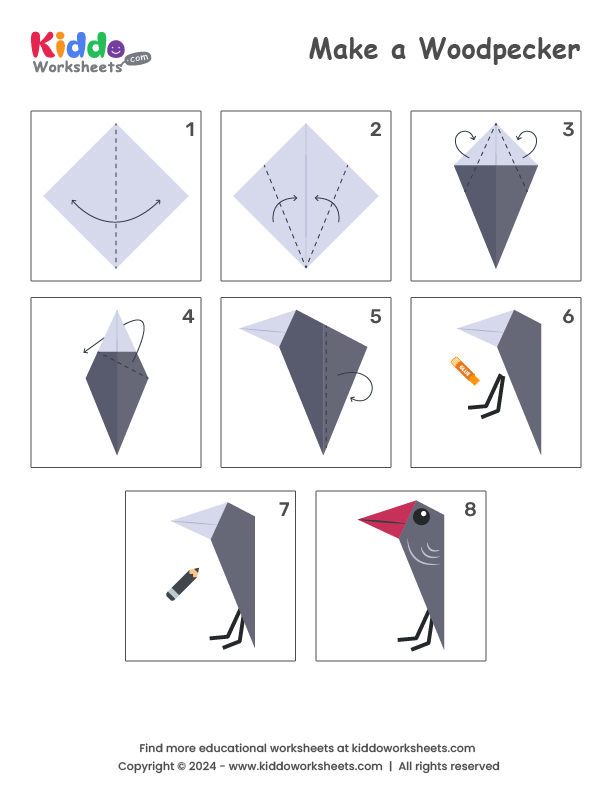 Kiddo
Worksheets.com
Make a Woodpecker
1
2
3
4
5
6
GLUE
7
8
Find more educational worksheets at kiddoworksheets.com
Copyright © 2024 - www.kiddoworksheets.com | All rights reserved